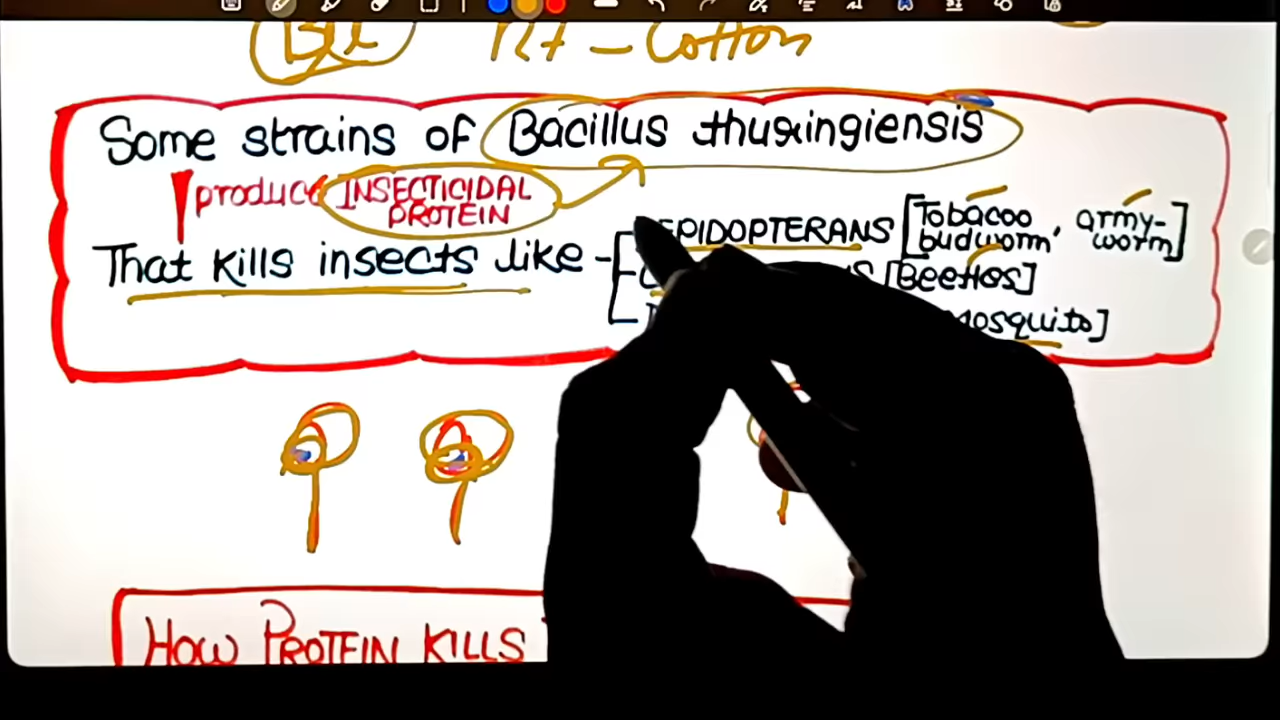 Bt - Cotton
Some strains of Bacillus thuringiensis
produce INSECTICIDAL
PROTEIN
That kills insects like -
EPIDOPTERANS [Tobacoo budworm, army-worm]
[Beetles]
mosquito]
HOW PROTEIN KILLS